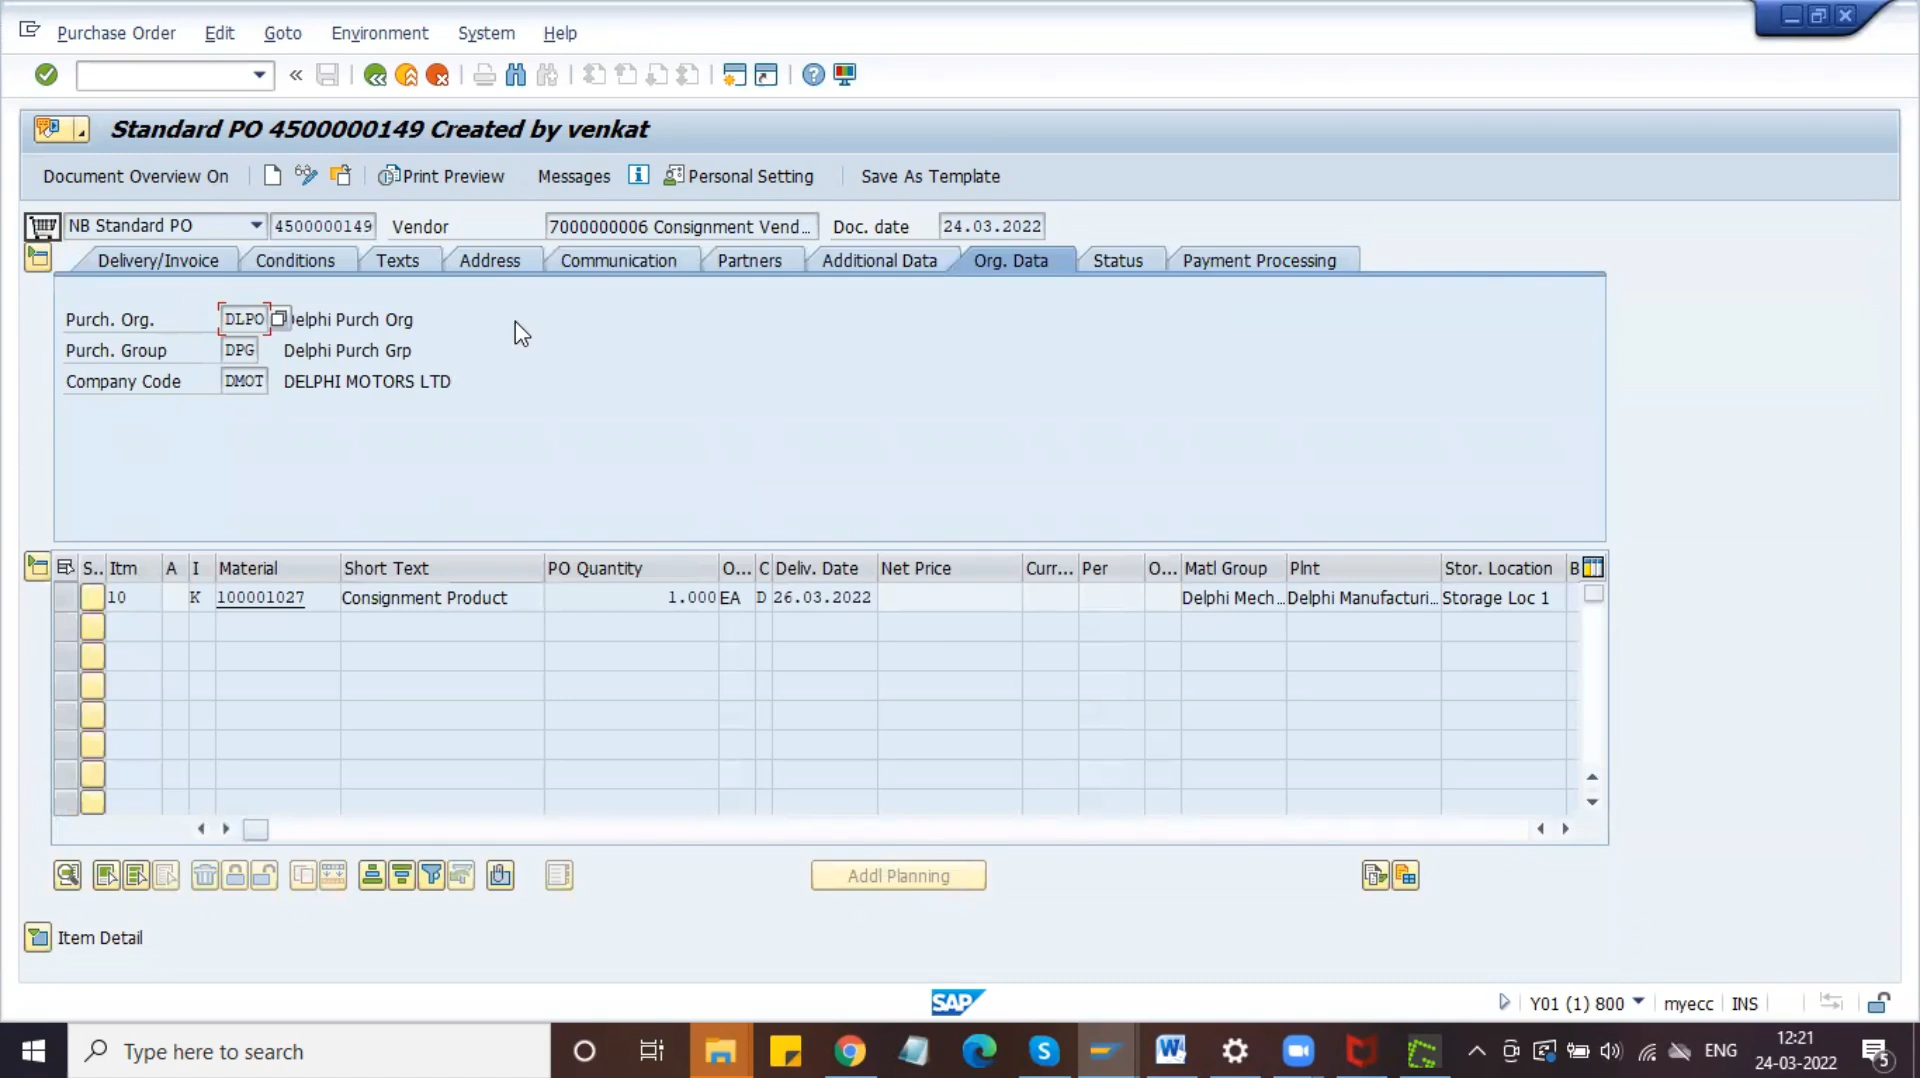 Purchase Order Edit Goto Environment System Help
Standard PO 4500000149 Created by venkat
Document Overview On Print Preview Messages Personal Setting Save As Template
NB Standard PO 4500000149 Vendor 7000000006 Consignment Vend... Doc. date 24.03.2022
Delivery/Invoice Conditions Texts Address Communication Partners Additional Data Org. Data Status Payment Processing
Purch. Org. DLPO elphi Purch Org
Purch. Group DPG Delphi Purch Grp
Company Code DMOT DELPHI MOTORS LTD
S.. Itm A I Material Short Text PO Quantity O... C Deliv. Date Net Price Curr... Per O... Matl Group Plnt Stor. Location B
10 K 100001027 Consignment Product 1.000 EA D 26.03.2022 Delphi Mech... Delphi Manufacturi... Storage Loc 1
Addl Planning
Item Detail
SAP
Y01 (1) 800 myecc INS
Type here to search
ENG
12:21
24-03-2022
5